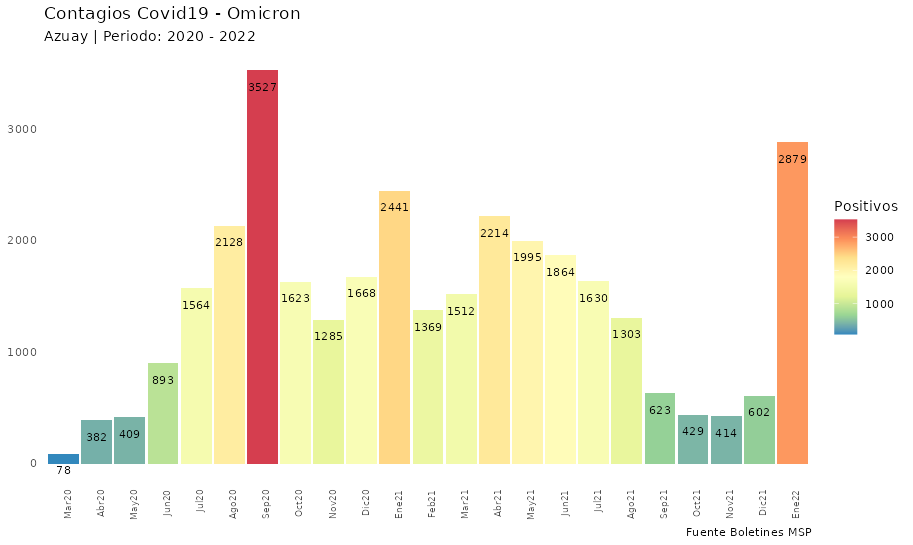 Contagios Covid19 - Omicron
Azuay | Periodo: 2020 - 2022
3000
2000
1000
0
78
382
409
893
1564
2128
3527
1623
1285
1668
2441
1369
1512
2214
1995
1864
1630
1303
623
429
414
602
2879
Mar20
Abr20
May20
Jun20
Jul20
Ago20
Sep20
Oct20
Nov20
Dic20
Ene21
Feb21
Mar21
Abr21
May21
Jun21
Jul21
Ago21
Sep21
Oct21
Nov21
Dic21
Ene22
Positivos
3000
2000
1000
Fuente Boletines MSP